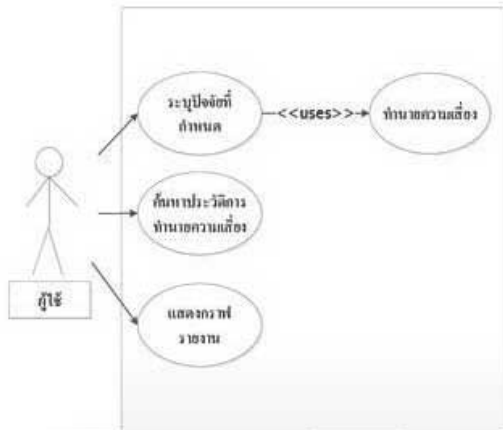 ระบุปัจจัยที่
กำหนด
<<uses>>
ทำนายความเสี่ยง
ค้นหาประวัติการ
ทำนายความเสี่ยง
ผู้ใช้
แสดงกราฟ
รายงาน